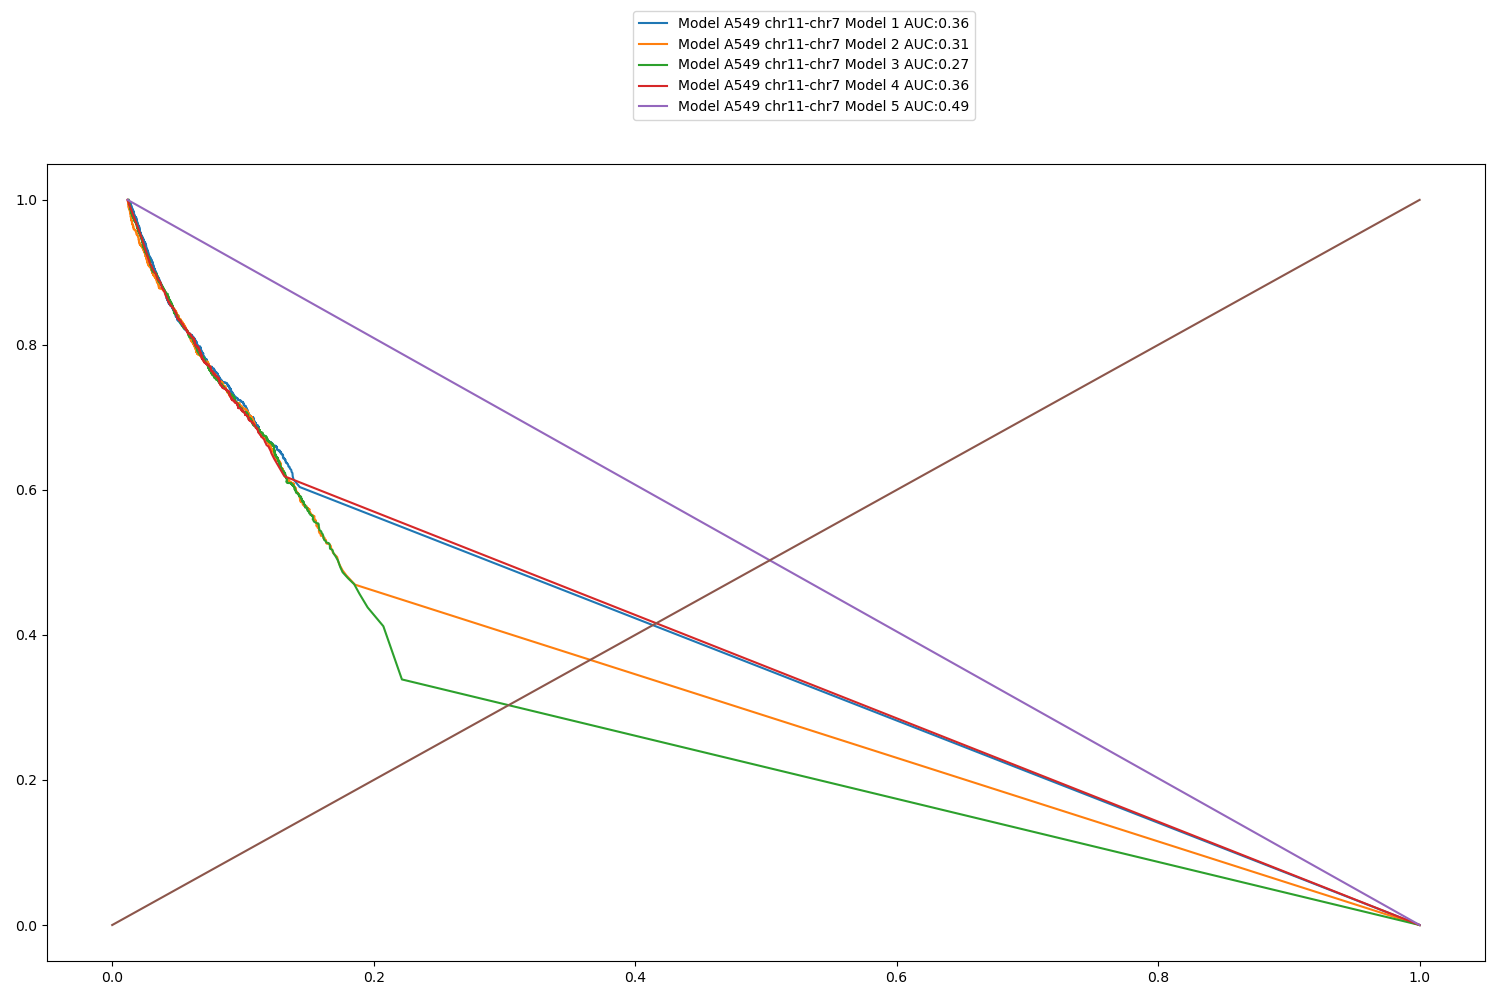 Model A549 chr11-chr7 Model 1 AUC:0.36
Model A549 chr11-chr7 Model 2 AUC:0.31
Model A549 chr11-chr7 Model 3 AUC:0.27
Model A549 chr11-chr7 Model 4 AUC:0.36
Model A549 chr11-chr7 Model 5 AUC:0.49
1.0
0.8
0.6
0.4
0.2
0.0
0.0 0.2 0.4 0.6 0.8 1.0